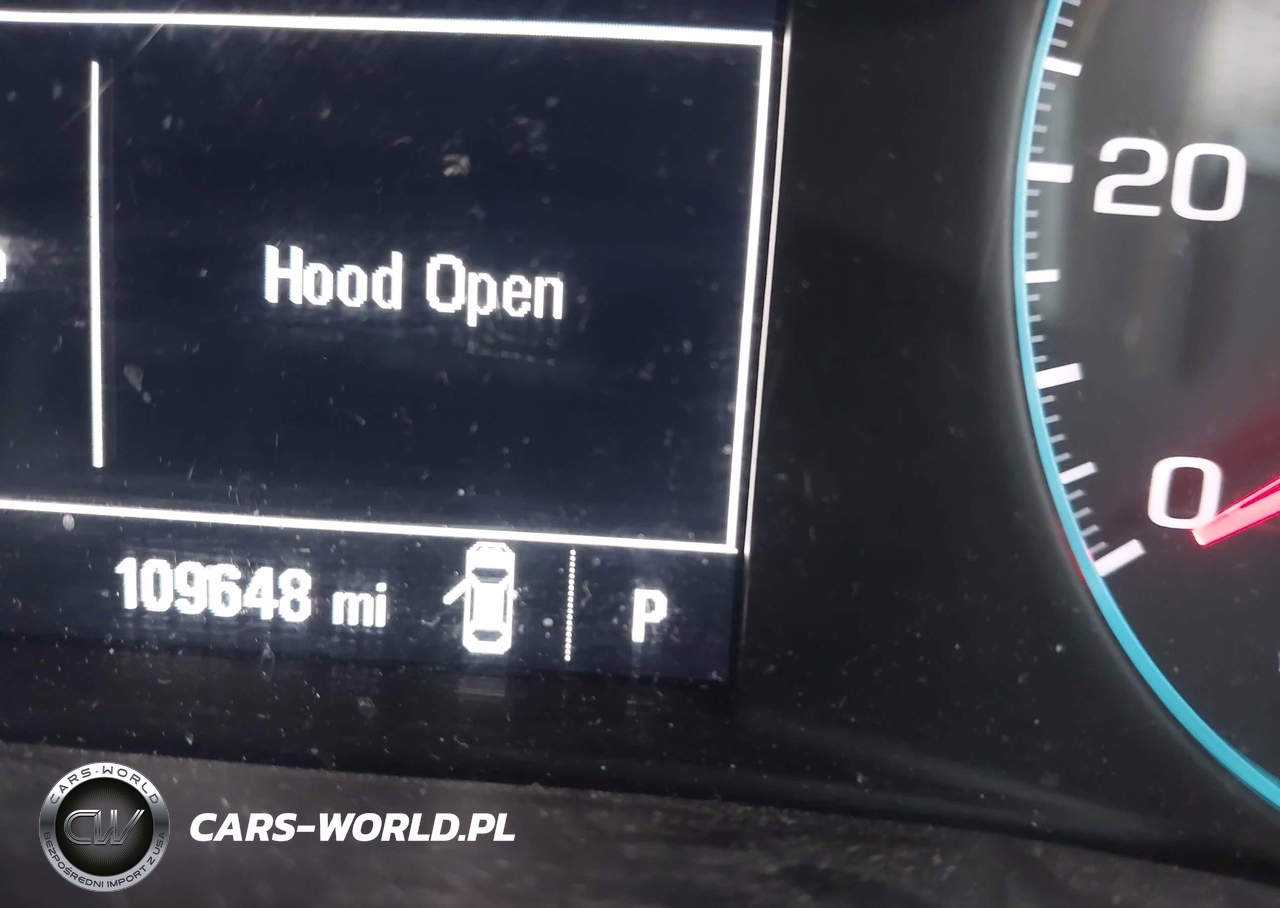 20
Hood Open
0
109648 mi
P
CARS-WORLD
CW
BEZPOŚREDNI IMPORT Z USA
CARS-WORLD.PL